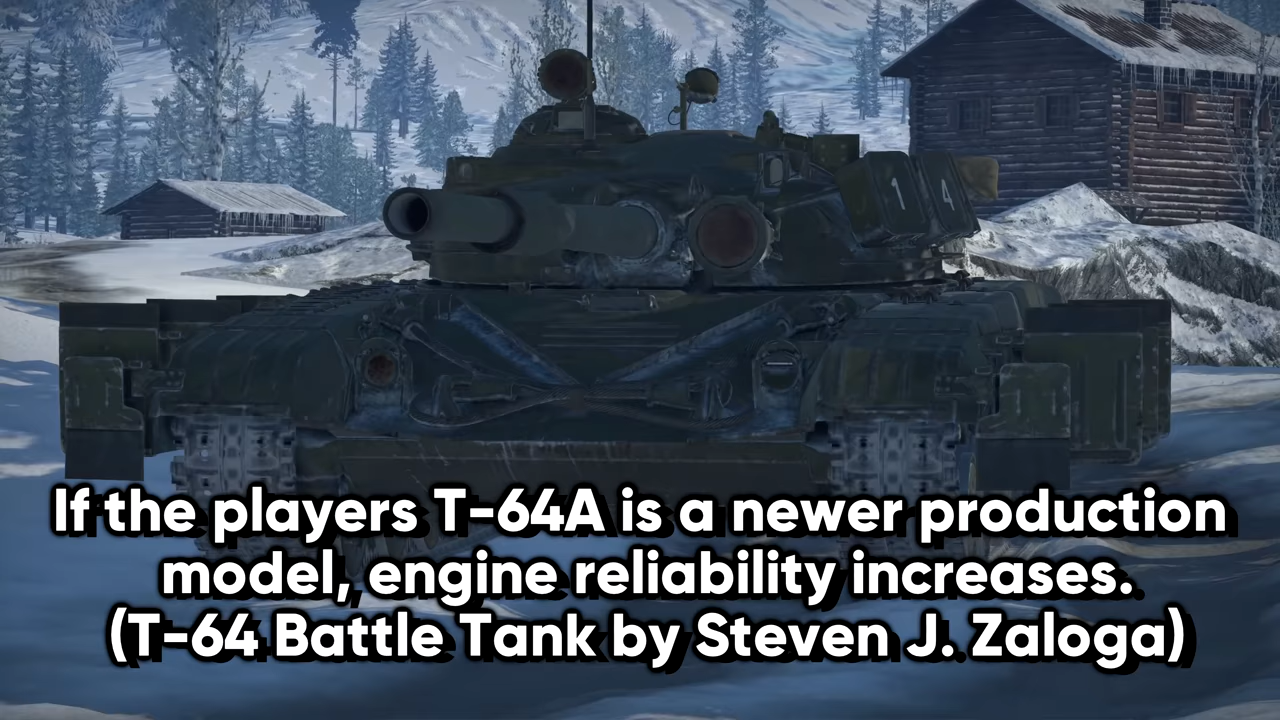 1 4
If the players T-64A is a newer production
model, engine reliability increases.
(T-64 Battle Tank by Steven J. Zaloga)